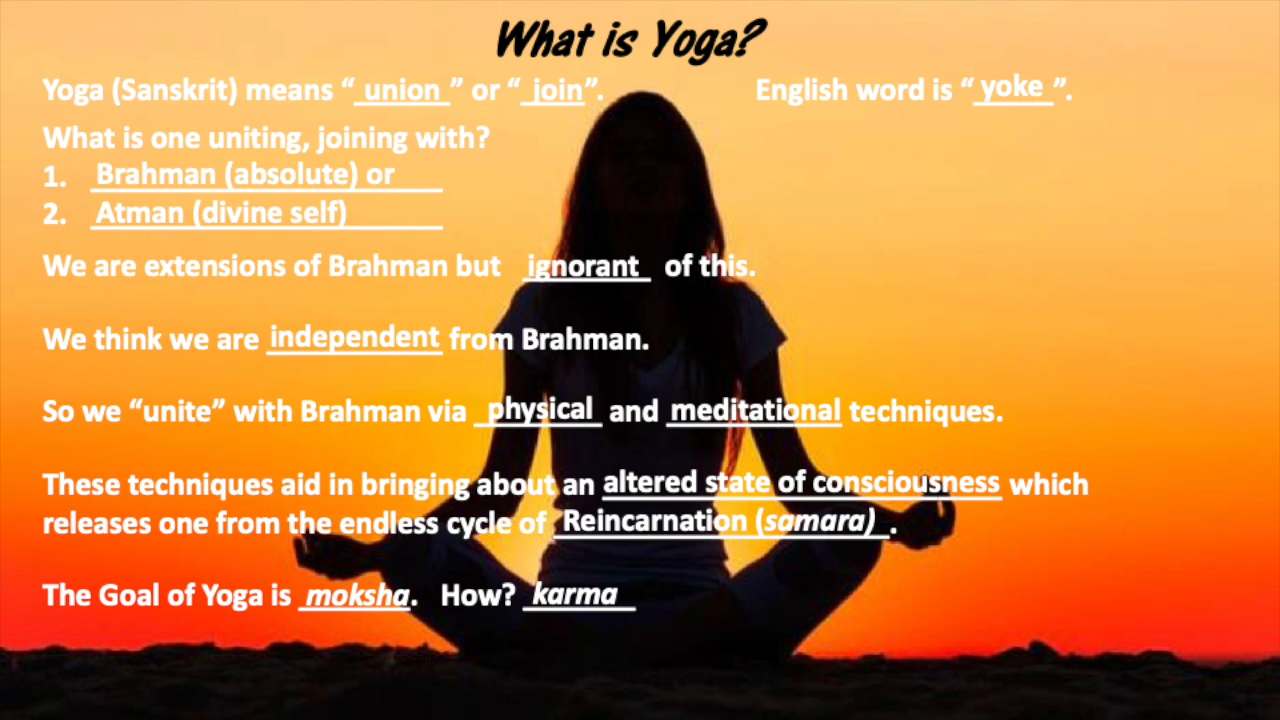 What is Yoga?
Yoga (Sanskrit) means “_union_” or “_join_”. English word is “_yoke_”.
What is one uniting, joining with?
1. Brahman (absolute) or
2. Atman (divine self)
We are extensions of Brahman but ignorant of this.
We think we are independent from Brahman.
So we “unite” with Brahman via physical and meditational techniques.
These techniques aid in bringing about an altered state of consciousness which
releases one from the endless cycle of Reincarnation (samara).
The Goal of Yoga is moksha. How? karma